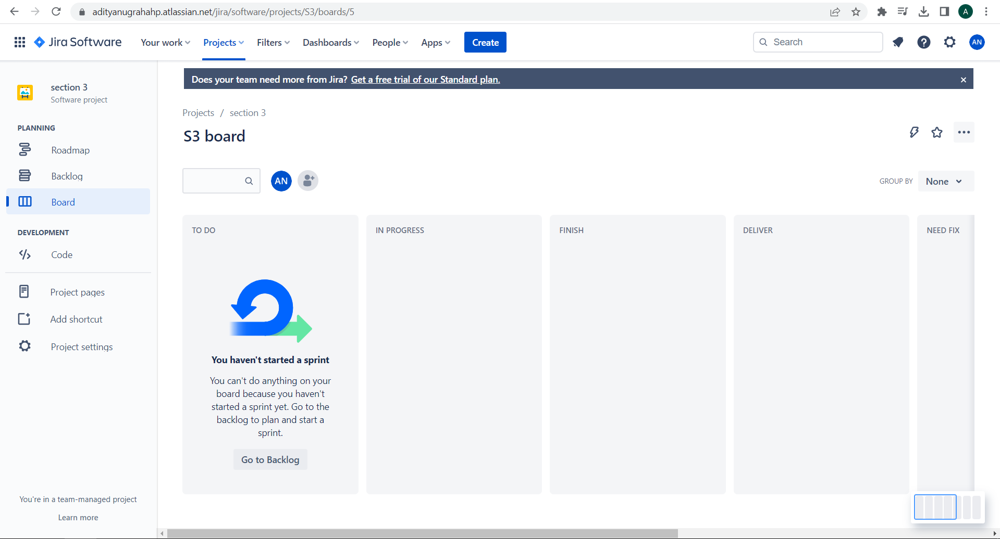 adityanugrahahp.atlassian.net/jira/software/projects/S3/boards/5
A
Jira Software
Your work
Projects
Filters
Dashboards
People
Apps
Create
Search
AN
section 3
Software project
PLANNING
Roadmap
Backlog
Board
DEVELOPMENT
Code
Project pages
Add shortcut
Project settings
You're in a team-managed project
Learn more
Does your team need more from Jira? Get a free trial of our Standard plan.
Projects / section 3
S3 board
AN
GROUP BY None
TO DO
IN PROGRESS
FINISH
DELIVER
NEED FIX
You haven't started a sprint
You can't do anything on your
board because you haven't
started a sprint yet. Go to the
backlog to plan and start a
sprint.
Go to Backlog